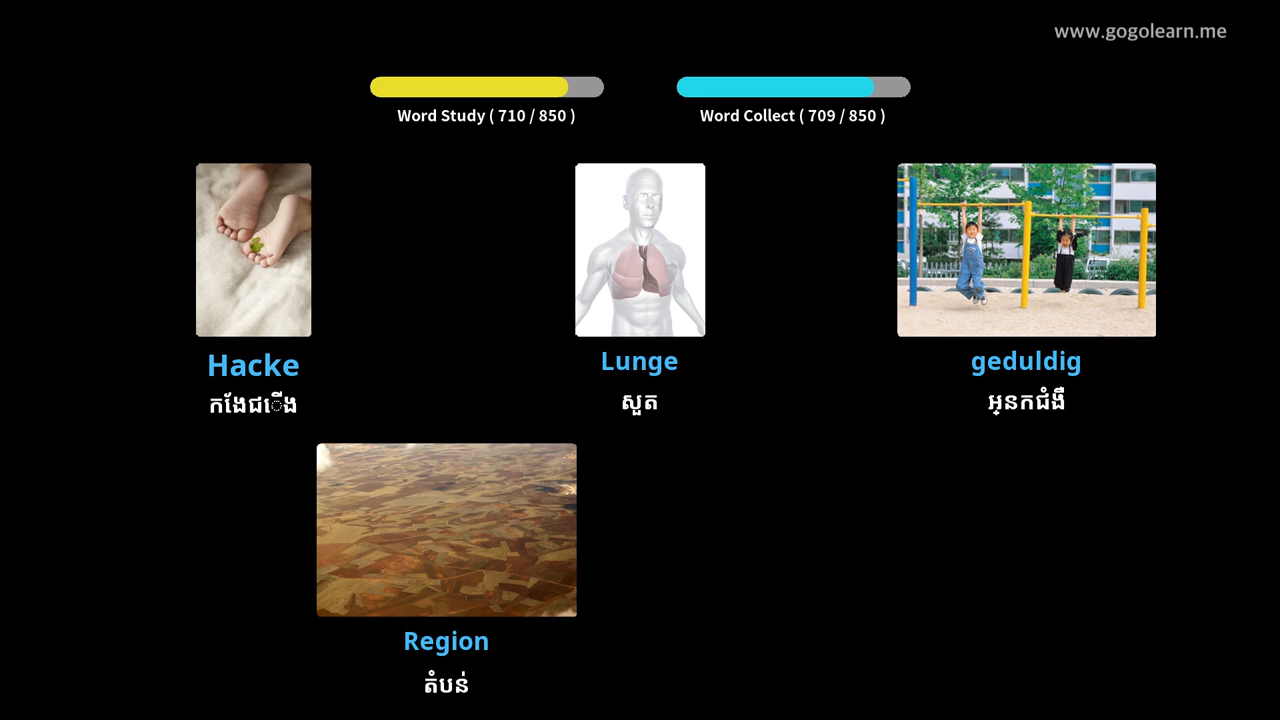 www.gogolearn.me
Word Study ( 710 / 850 )
Word Collect ( 709 / 850 )
Hacke
កែងជើង
Lunge
សួត
geduldig
អ្នកជំងឺ
Region
តំបន់